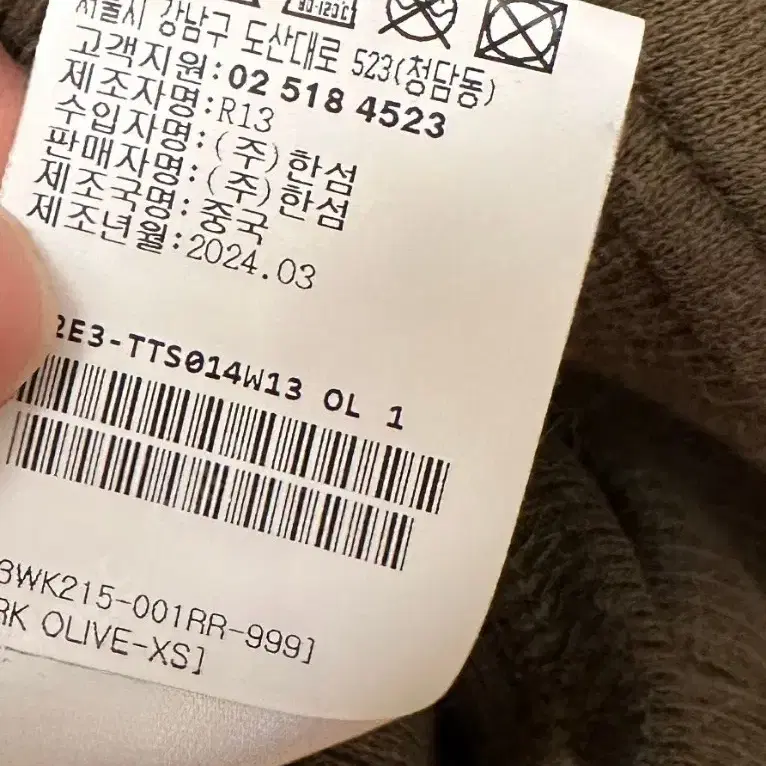 80-120℃
서울시 강남구 도산대로 523(청담동)
고객지원:02 518 4523
제조자명:R13
수입자명:(주)한섬
판매자명:(주)한섬
제조국명:중국
제조년월:2024.03
2E3-TTS014W13 OL 1
3WK215-001RR-999]
RK OLIVE-XS]